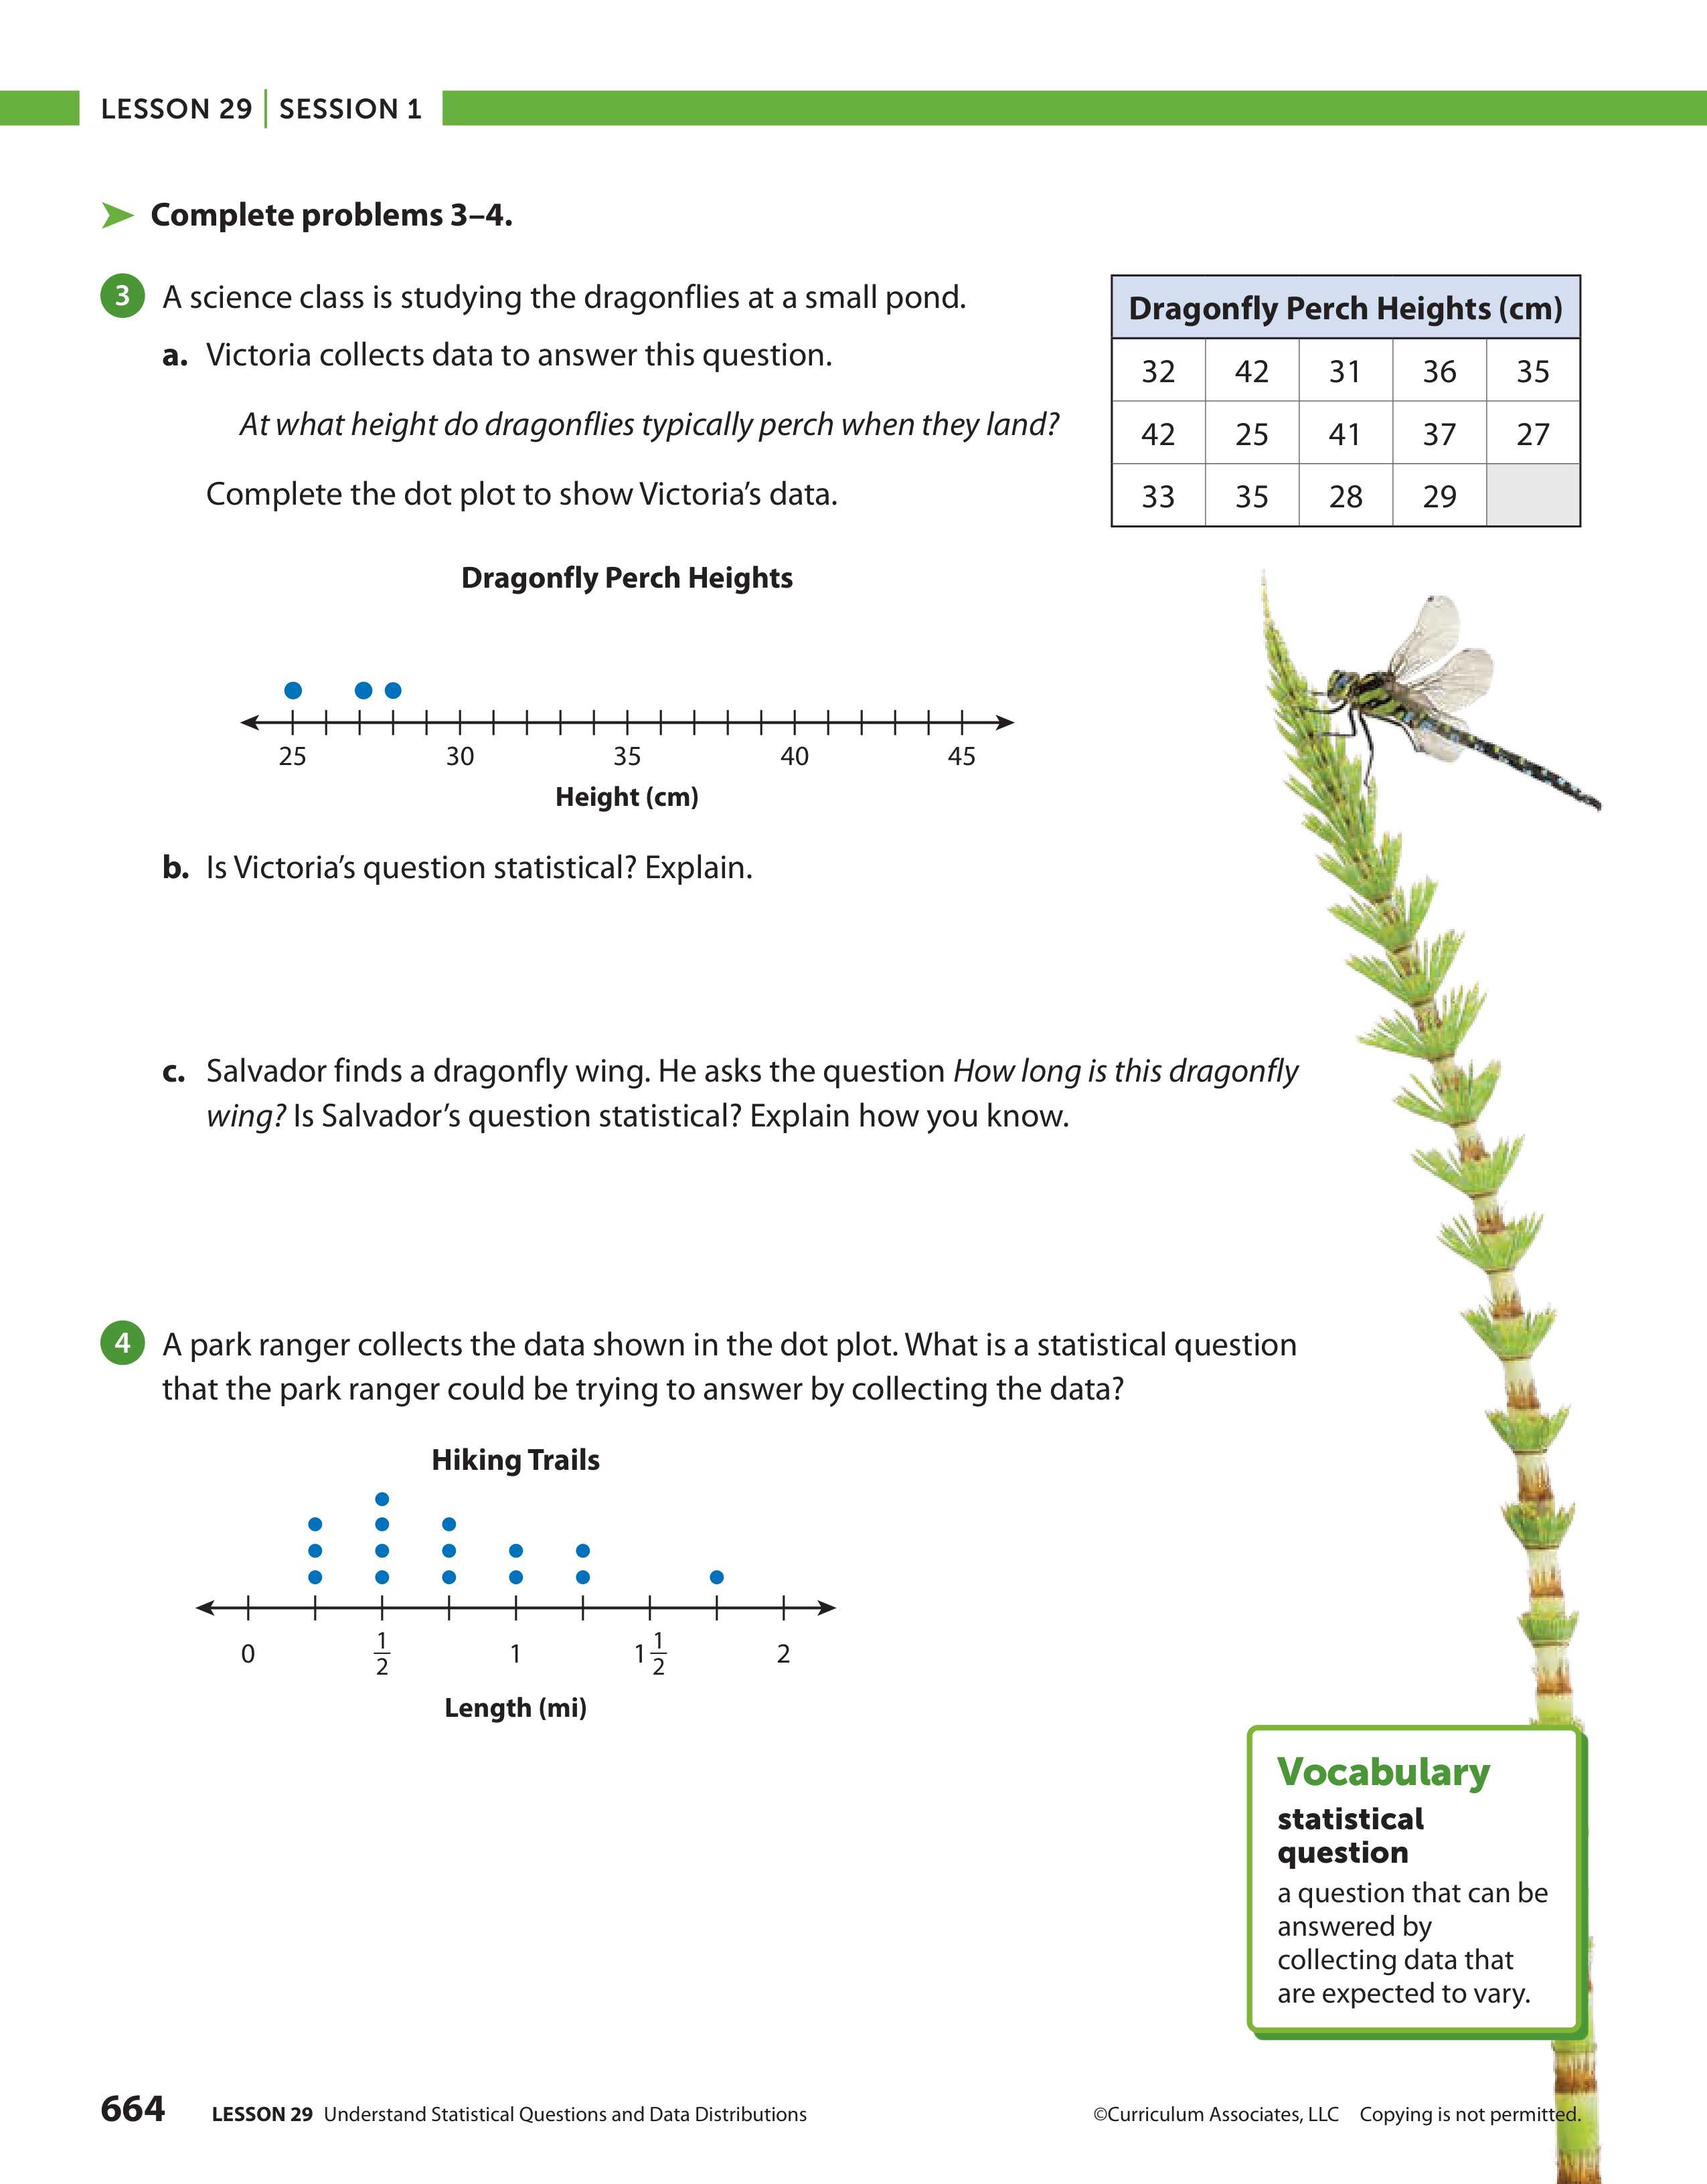 LESSON 29 | SESSION 1
Complete problems 3–4.
3 A science class is studying the dragonflies at a small pond.
a. Victoria collects data to answer this question.
At what height do dragonflies typically perch when they land?
Complete the dot plot to show Victoria's data.
Dragonfly Perch Heights (cm)
32 42 31 36 35
42 25 41 37 27
33 35 28 29
Dragonfly Perch Heights
25 30 35 40 45
Height (cm)
b. Is Victoria's question statistical? Explain.
c. Salvador finds a dragonfly wing. He asks the question How long is this dragonfly
wing? Is Salvador's question statistical? Explain how you know.
4 A park ranger collects the data shown in the dot plot. What is a statistical question
that the park ranger could be trying to answer by collecting the data?
Hiking Trails
0 1/2 1 1 1/2 2
Length (mi)
Vocabulary
statistical
question
a question that can be
answered by
collecting data that
are expected to vary.
664 LESSON 29 Understand Statistical Questions and Data Distributions
©Curriculum Associates, LLC Copying is not permitted.